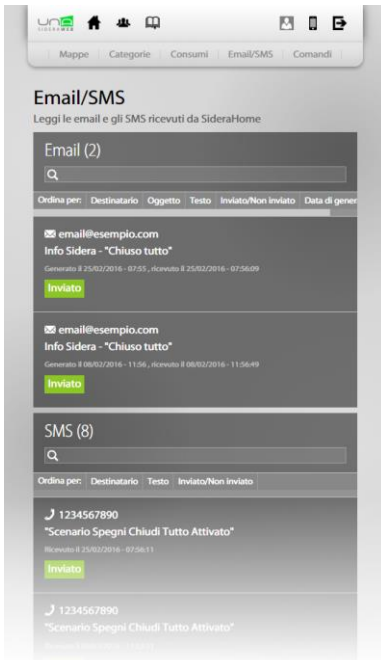 une
SIDERAWEB
Mappe Categorie Consumi Email/SMS Comandi
Email/SMS
Leggi le email e gli SMS ricevuti da SideraHome
Email (2)
Ordina per: Destinatario Oggetto Testo Inviato/Non inviato Data di gener
email@esempio.com
Info Sidera - "Chiuso tutto"
Generato il 25/02/2016 - 07:55 , ricevuto il 25/02/2016 - 07:56:09
Inviato
email@esempio.com
Info Sidera - "Chiuso tutto"
Generato il 08/02/2016 - 11:56 , ricevuto il 08/02/2016 - 11:56:49
Inviato
SMS (8)
Ordina per: Destinatario Testo Inviato/Non inviato
1234567890
"Scenario Spegni Chiudi Tutto Attivato"
Ricevuto il 25/02/2016 - 07:56:11
Inviato
1234567890
"Scenario Spegni Chiudi Tutto Attivato"